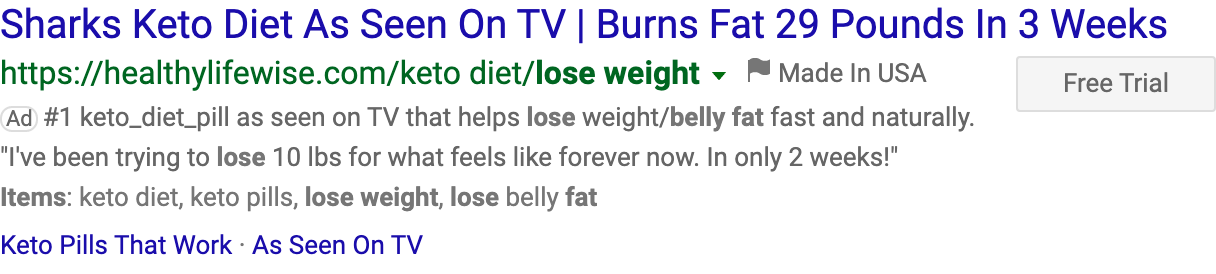 Sharks Keto Diet As Seen On TV | Burns Fat 29 Pounds In 3 Weeks
https://healthylifewise.com/keto diet/lose weight Made In USA
Free Trial
Ad #1 keto_diet_pill as seen on TV that helps lose weight/belly fat fast and naturally.
"I've been trying to lose 10 lbs for what feels like forever now. In only 2 weeks!"
Items: keto diet, keto pills, lose weight, lose belly fat
Keto Pills That Work · As Seen On TV